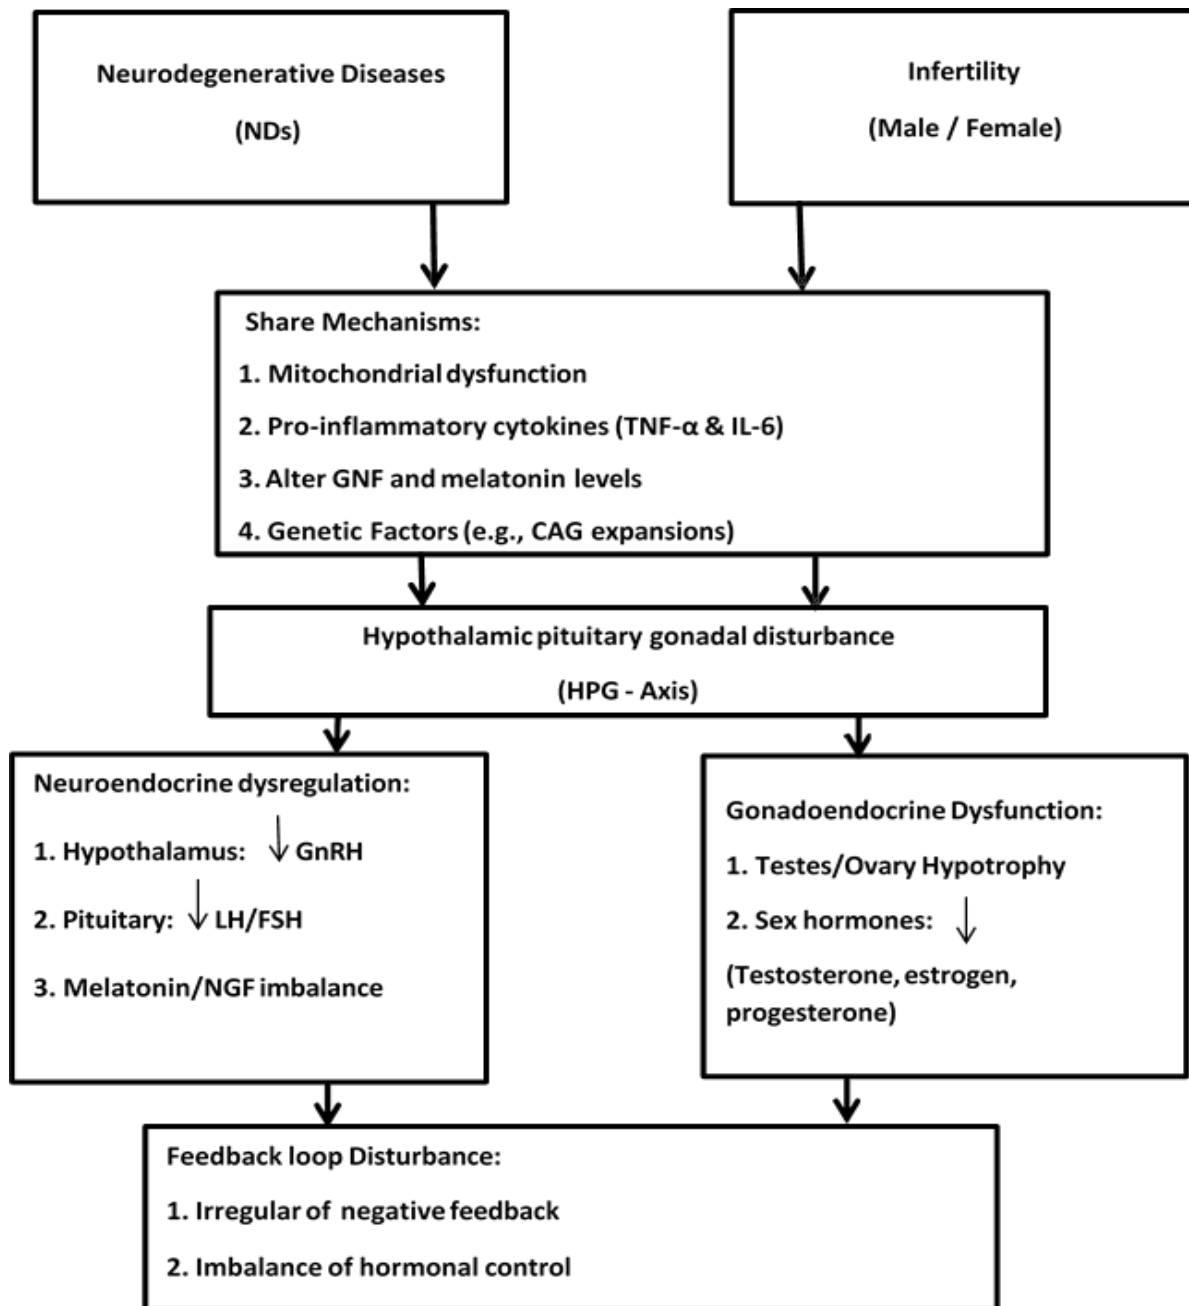 Neurodegenerative Diseases
(NDs)
Infertility
(Male / Female)
Share Mechanisms:
1. Mitochondrial dysfunction
2. Pro-inflammatory cytokines (TNF-α & IL-6)
3. Alter GNF and melatonin levels
4. Genetic Factors (e.g., CAG expansions)
Hypothalamic pituitary gonadal disturbance
(HPG - Axis)
Neuroendocrine dysregulation:
1. Hypothalamus: ↓ GnRH
2. Pituitary: ↓ LH/FSH
3. Melatonin/NGF imbalance
Gonadoendocrine Dysfunction:
1. Testes/Ovary Hypotrophy
2. Sex hormones: ↓
(Testosterone, estrogen,
progesterone)
Feedback loop Disturbance:
1. Irregular of negative feedback
2. Imbalance of hormonal control